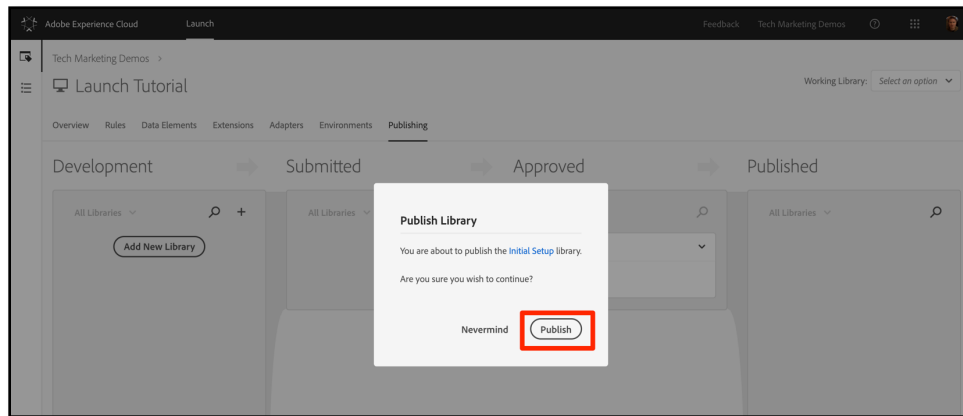 Adobe Experience Cloud Launch Feedback Tech Marketing Demos
Tech Marketing Demos >
Launch Tutorial
Working Library: Select an option
Overview Rules Data Elements Extensions Adapters Environments Publishing
Development Submitted Approved Published
All Libraries All Libraries All Libraries
Add New Library
Publish Library
You are about to publish the Initial Setup library.
Are you sure you wish to continue?
Nevermind Publish